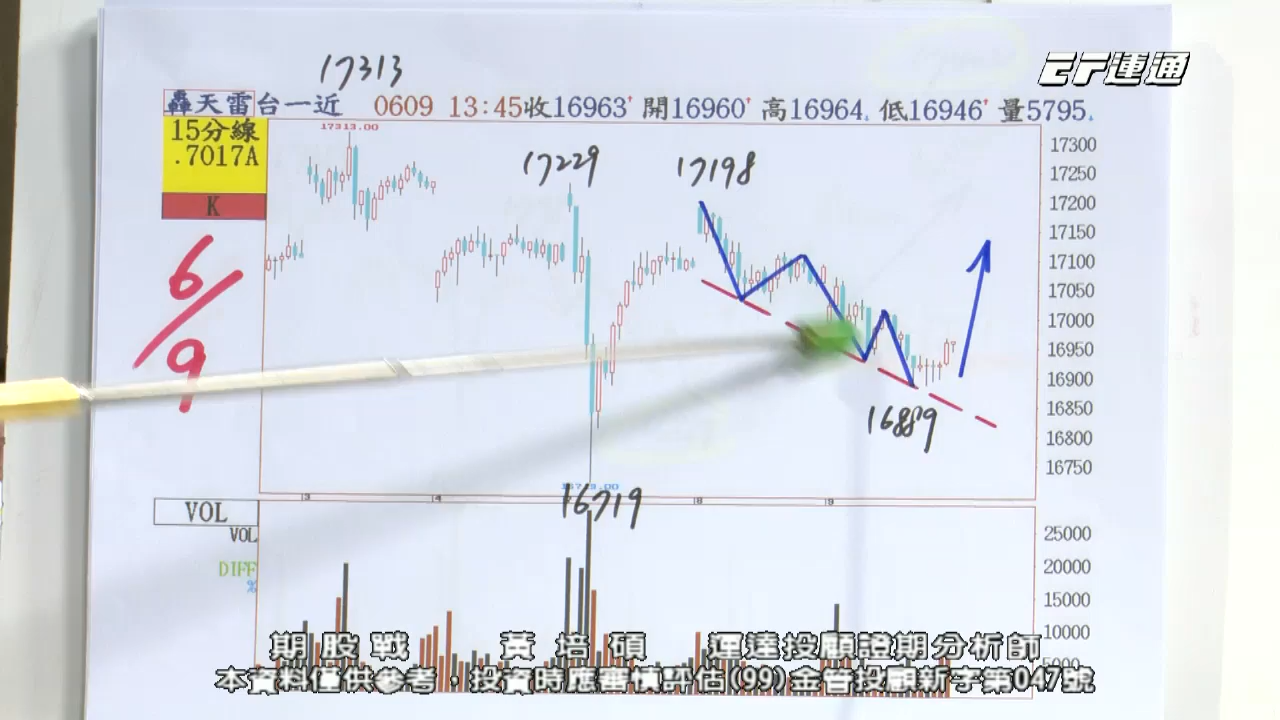 17313
EF運通
轟天雷台一近 0609 13:45收16963 開16960 高16964 低16946 量5795
15分線
.7017A
K
17313.00
17229
17198
6/9
17300
17250
17200
17150
17100
17050
17000
16950
16900
16850
16800
16750
16889
16719
3 4 8 9
VOL
VOL
DIFF
%
25000
20000
15000
10000
5000
期股戰 黃培碩 運達投顧證期分析師
本資料僅供參考,投資時應審慎評估(99)金管投顧新字第047號